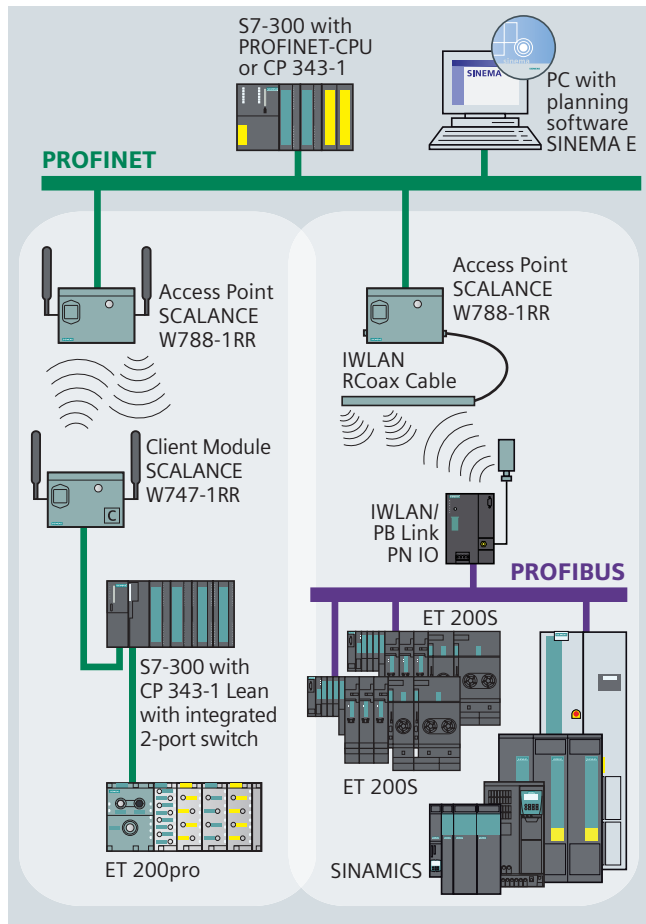 S7-300 with
PROFINET-CPU
or CP 343-1
SINEMA
sinema
PC with
planning
software
SINEMA E
PROFINET
Access Point
SCALANCE
W788-1RR
Access Point
SCALANCE
W788-1RR
IWLAN
RCoax Cable
Client Module
SCALANCE
W747-1RR
C
IWLAN/
PB Link
PN IO
PROFIBUS
S7-300 with
CP 343-1 Lean
with integrated
2-port switch
ET 200S
ET 200S
ET 200pro
SINAMICS